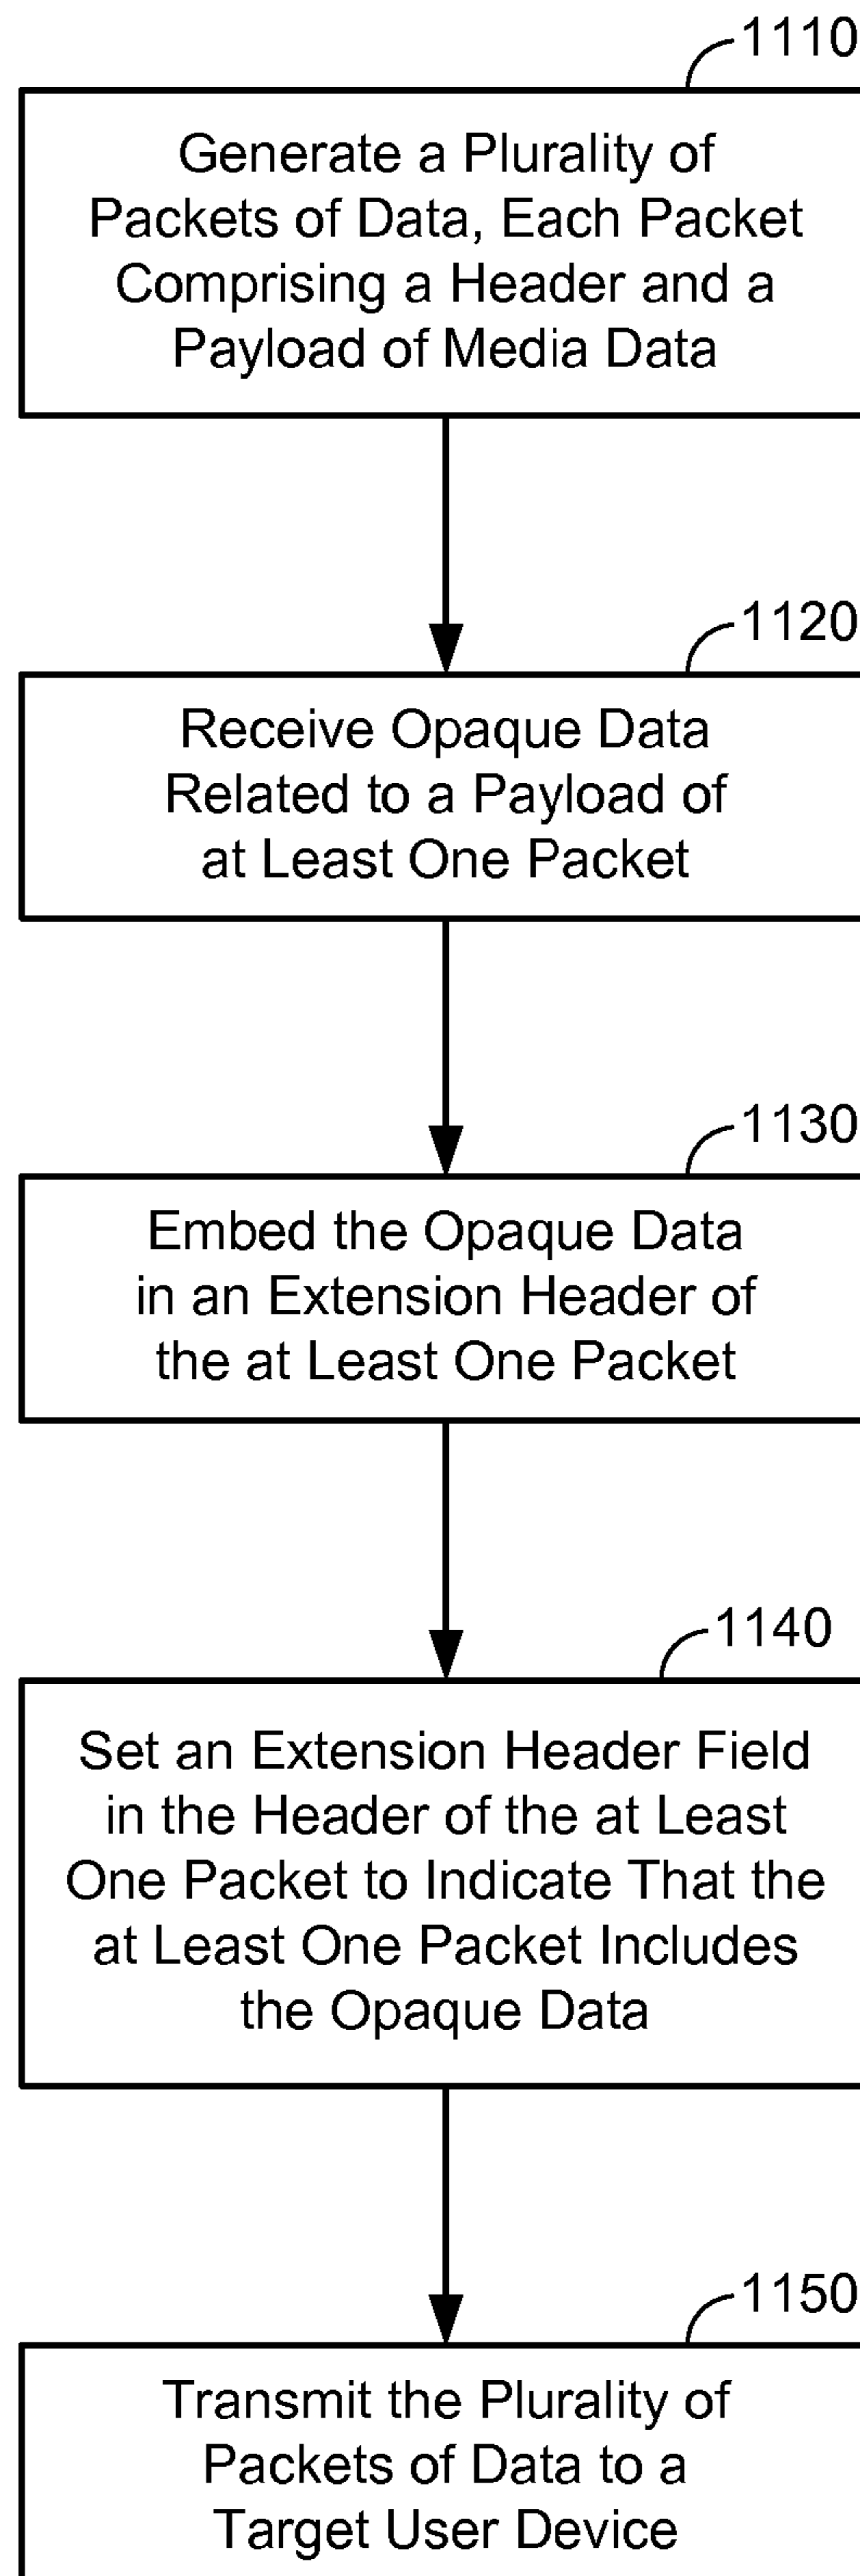 1110
Generate a Plurality of
Packets of Data, Each Packet
Comprising a Header and a
Payload of Media Data
1120
Receive Opaque Data
Related to a Payload of
at Least One Packet
1130
Embed the Opaque Data
in an Extension Header of
the at Least One Packet
1140
Set an Extension Header Field
in the Header of the at Least
One Packet to Indicate That the
at Least One Packet Includes
the Opaque Data
1150
Transmit the Plurality of
Packets of Data to a
Target User Device